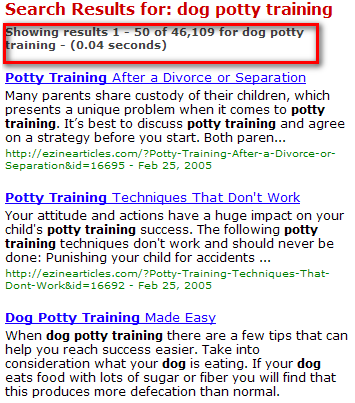 Search Results for: dog potty training
Showing results 1 - 50 of 46,109 for dog potty
training - (0.04 seconds)
Potty Training After a Divorce or Separation
Many parents share custody of their children, which
presents a unique problem when it comes to potty
training. It's best to discuss potty training and agree
on a strategy before you start. Both paren...
http://ezinearticles.com/?Potty-Training-After-a-Divorce-or-
Separation&id=16695 - Feb 25, 2005
Potty Training Techniques That Don't Work
Your attitude and actions have a huge impact on your
child's potty training success. The following potty
training techniques don't work and should never be
done: Punishing your child for accidents ...
http://ezinearticles.com/?Potty-Training-Techniques-That-
Dont-Work&id=16692 - Feb 25, 2005
Dog Potty Training Made Easy
When dog potty training there are a few tips that can
help you reach success easier. Take into
consideration what your dog is eating. If your dog
eats food with lots of sugar or fiber you will find that
this produces more defecation than normal.